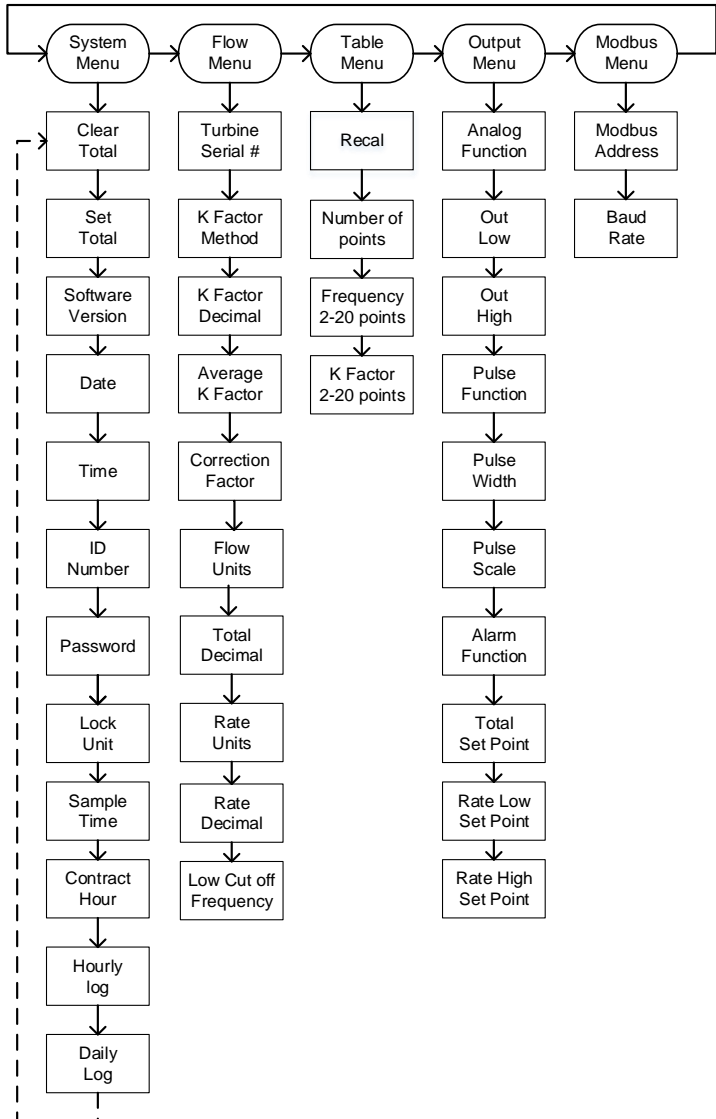 System
Menu
Flow
Menu
Table
Menu
Output
Menu
Modbus
Menu
Clear
Total
Set
Total
Software
Version
Date
Time
ID
Number
Password
Lock
Unit
Sample
Time
Contract
Hour
Hourly
log
Daily
Log
Turbine
Serial #
K Factor
Method
K Factor
Decimal
Average
K Factor
Correction
Factor
Flow
Units
Total
Decimal
Rate
Units
Rate
Decimal
Low Cut off
Frequency
Recal
Number of
points
Frequency
2-20 points
K Factor
2-20 points
Analog
Function
Out
Low
Out
High
Pulse
Function
Pulse
Width
Pulse
Scale
Alarm
Function
Total
Set Point
Rate Low
Set Point
Rate High
Set Point
Modbus
Address
Baud
Rate